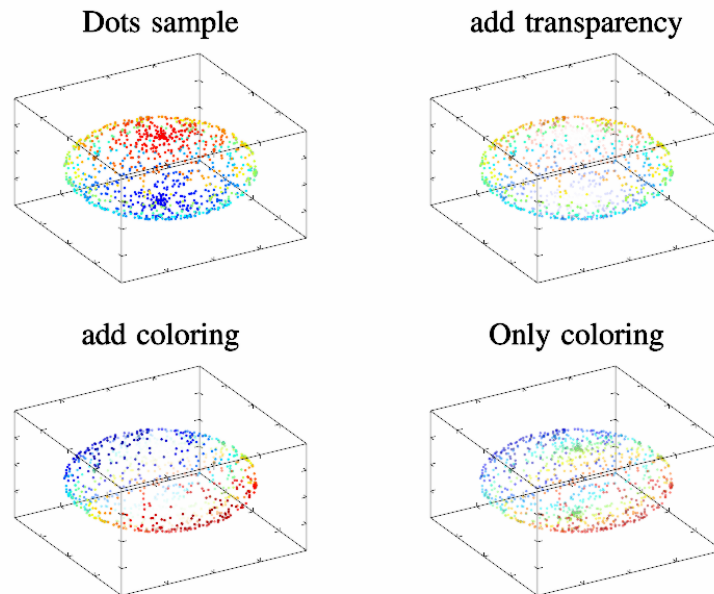 Dots sample
add transparency
add coloring
Only coloring